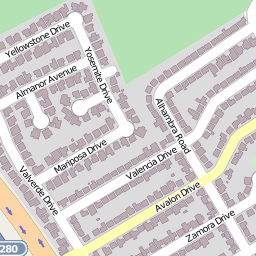 Yellowstone Drive
Yosemite Drive
Almanor Avenue
Alhambra Road
Mariposa Drive
Valencia Drive
Valverde Drive
Avalon Drive
Zamora Drive
280